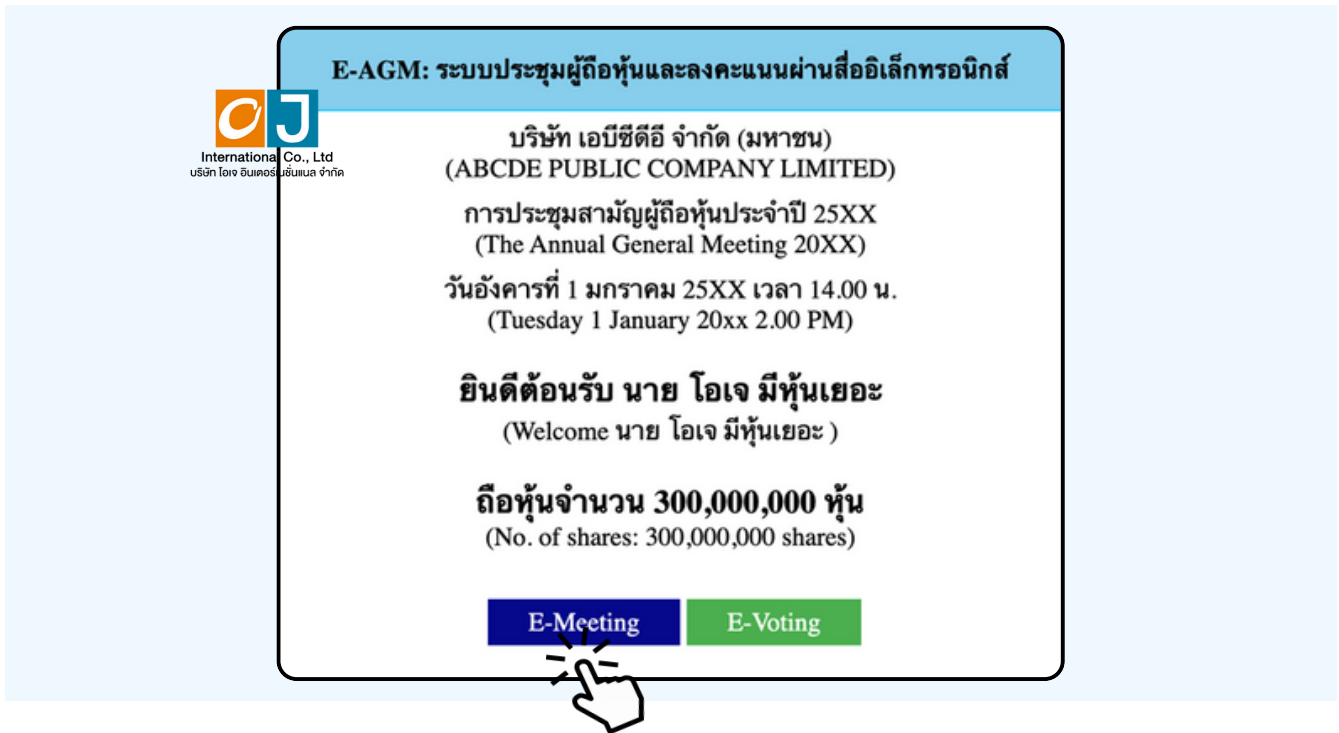 E-AGM: ระบบประชุมผู้ถือหุ้นและลงคะแนนผ่านสื่ออิเล็กทรอนิกส์
OJ
International Co., Ltd
บริษัท โอเจ อินเตอร์เนชั่นแนล จำกัด
บริษัท เอบีซีดีอี จำกัด (มหาชน)
(ABCDE PUBLIC COMPANY LIMITED)
การประชุมสามัญผู้ถือหุ้นประจำปี 25XX
(The Annual General Meeting 20XX)
วันอังคารที่ 1 มกราคม 25XX เวลา 14.00 น.
(Tuesday 1 January 20xx 2.00 PM)
ยินดีต้อนรับ นาย โอเจ มีหุ้นเยอะ
(Welcome นาย โอเจ มีหุ้นเยอะ )
ถือหุ้นจำนวน 300,000,000 หุ้น
(No. of shares: 300,000,000 shares)
E-Meeting E-Voting